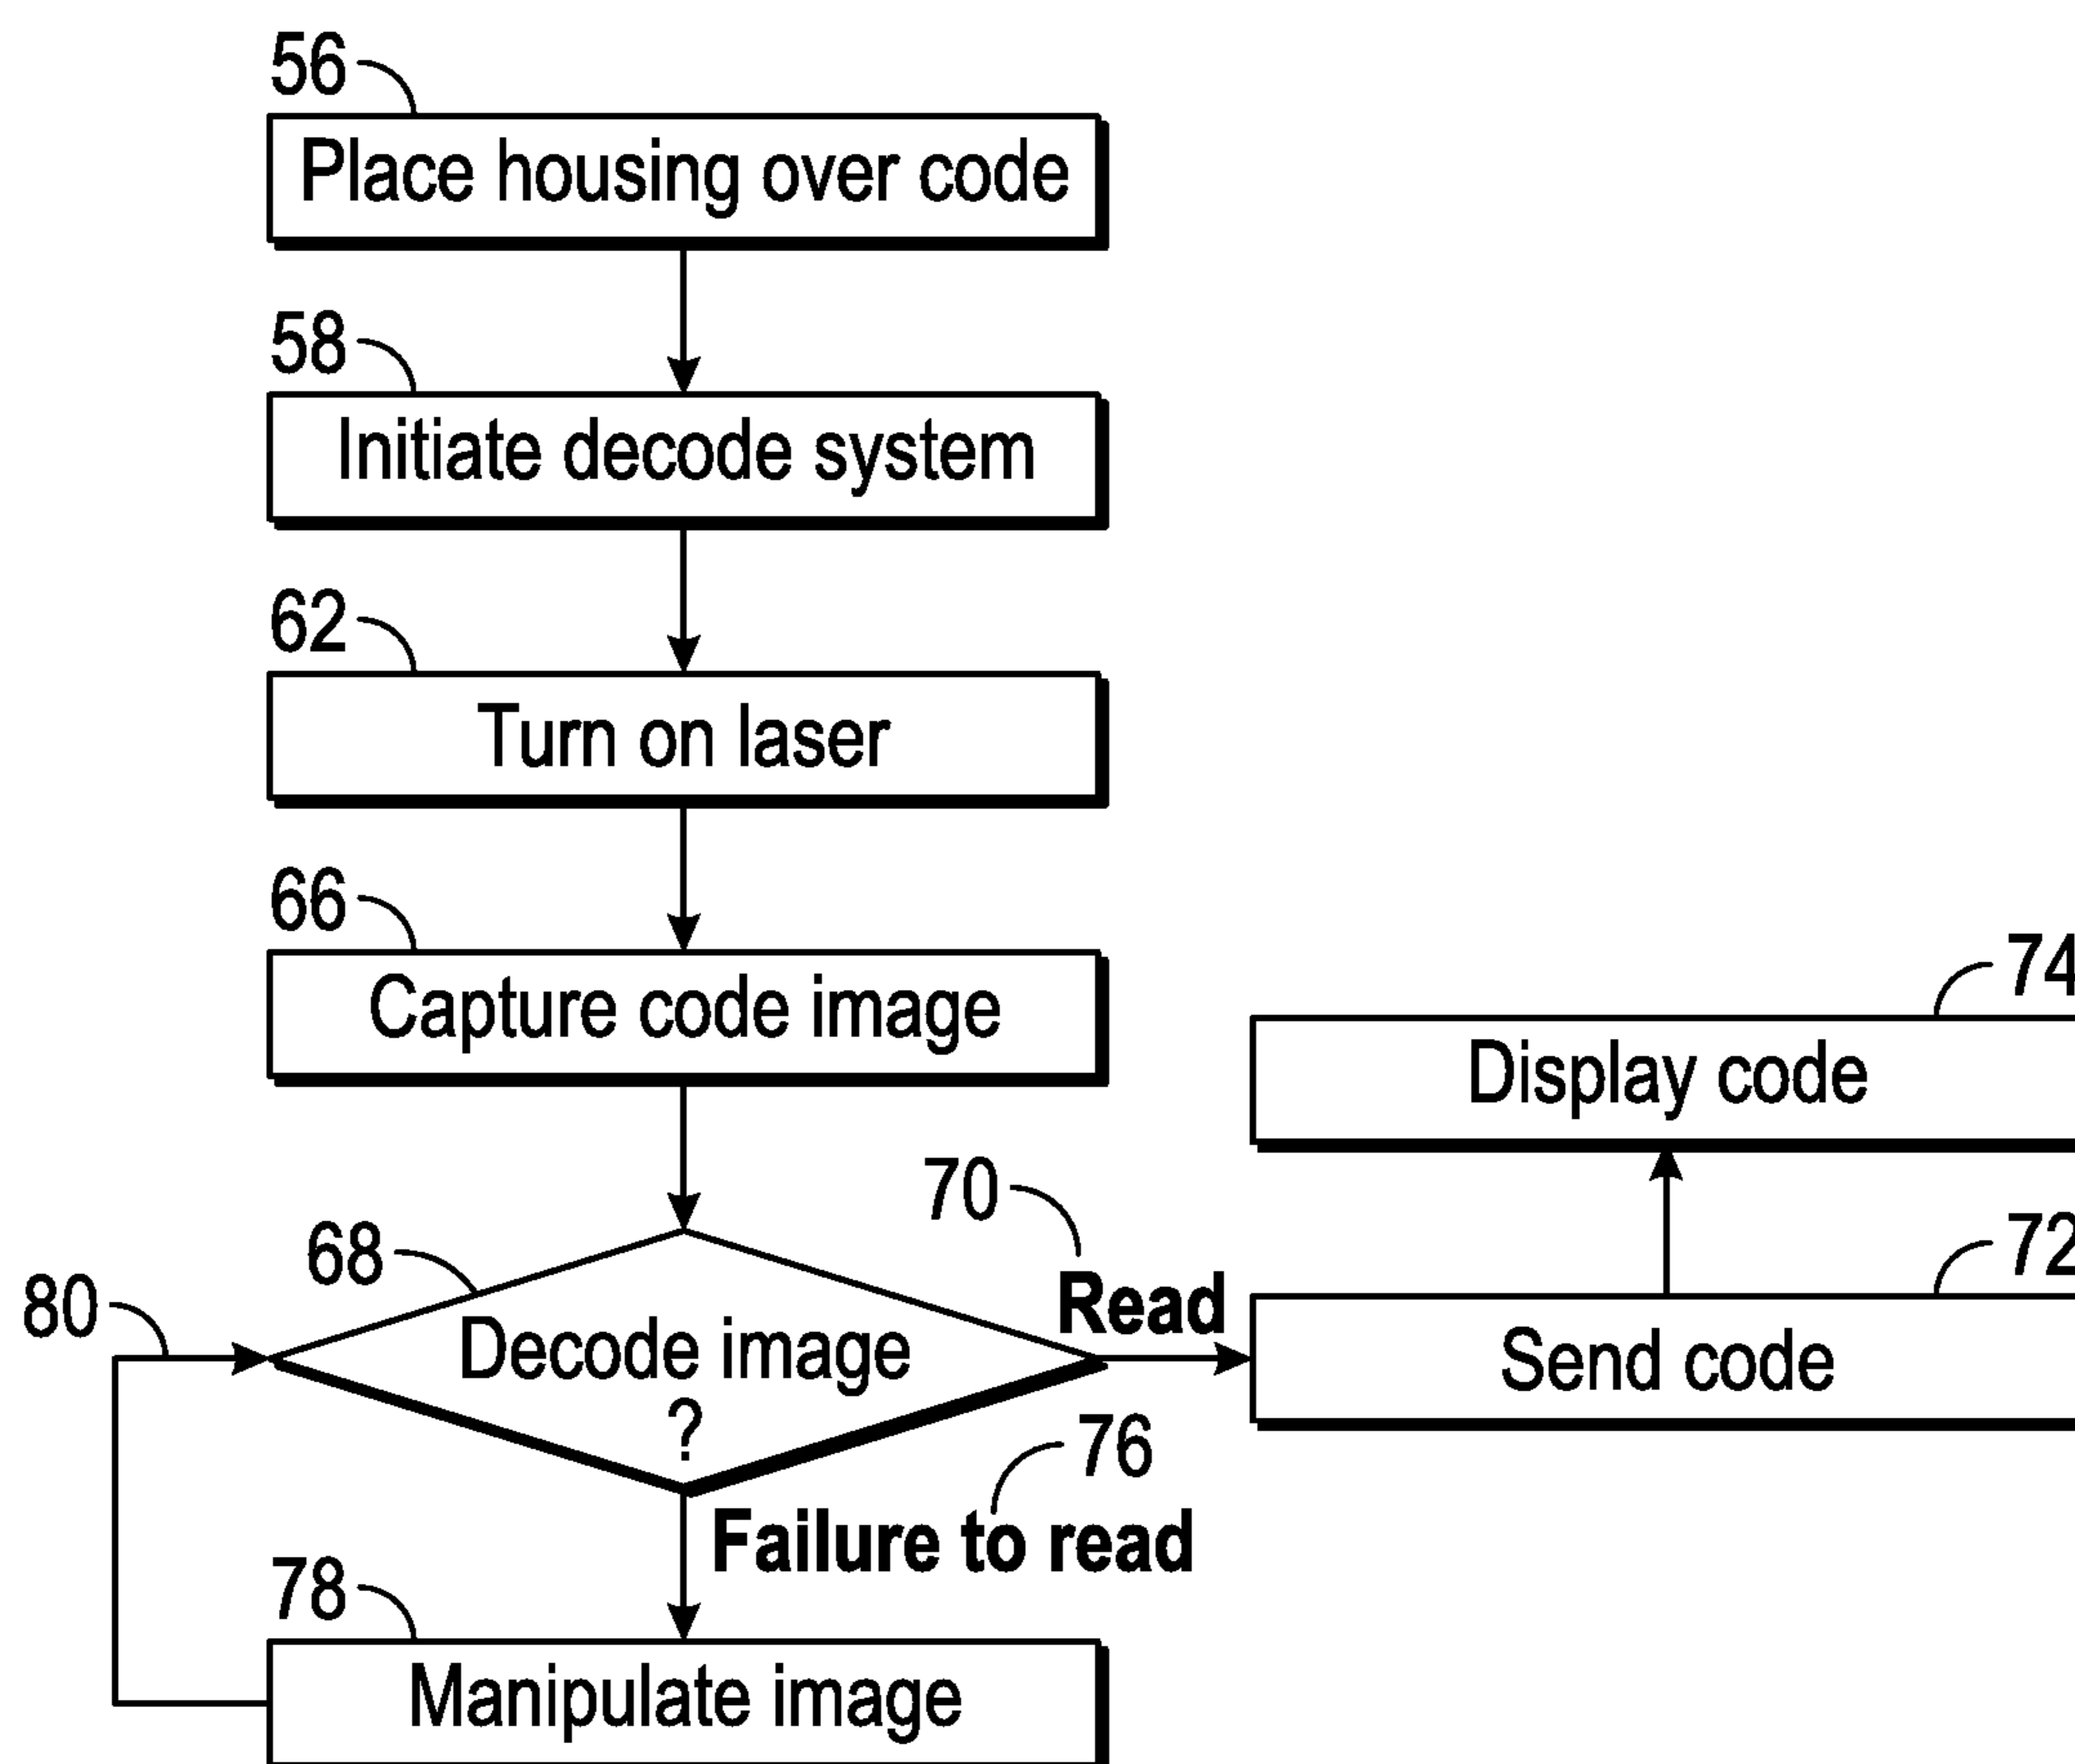 56
Place housing over code
58
Initiate decode system
62
Turn on laser
66
Capture code image
74
Display code
70
68
Read
72
80
Decode image
?
Send code
76
Failure to read
78
Manipulate image